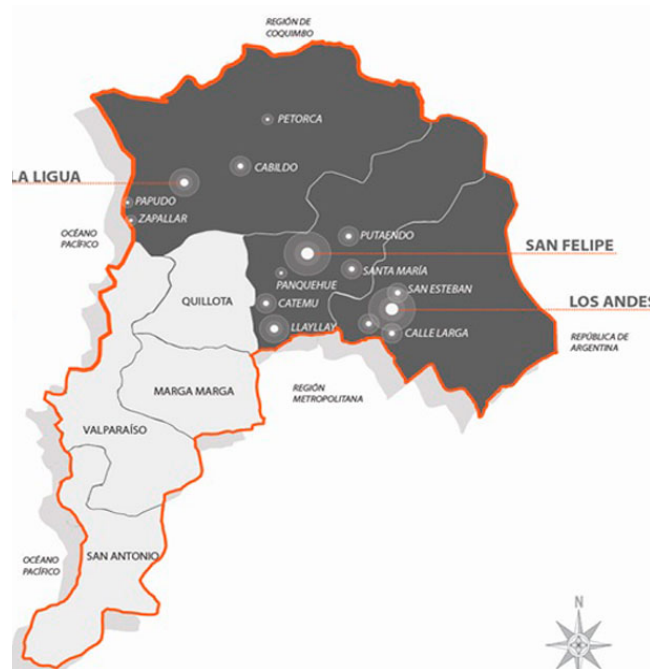 REGIÓN DE
COQUIMBO
PETORCA
CABILDO
LA LIGUA
PAPUDO
ZAPALLAR
OCÉANO
PACÍFICO
PUTAENDO
SAN FELIPE
SANTA MARÍA
PANQUEHUE
SAN ESTEBAN
QUILLOTA
CATEMU
LOS ANDES
LLAYLLAY
CALLE LARGA
REPÚBLICA DE
ARGENTINA
REGIÓN
METROPOLITANA
MARGA MARGA
VALPARAÍSO
SAN ANTONIO
OCÉANO
PACÍFICO
N